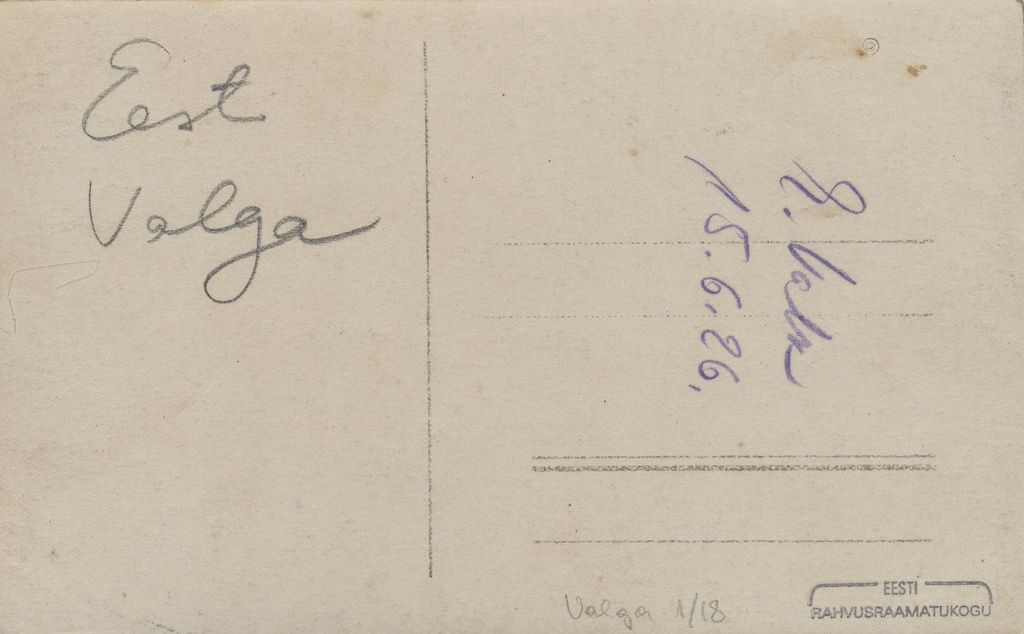 Eest
Valga
15.6.26.
Valga 1/18
EESTI
RAHVUSRAAMATUKOGU